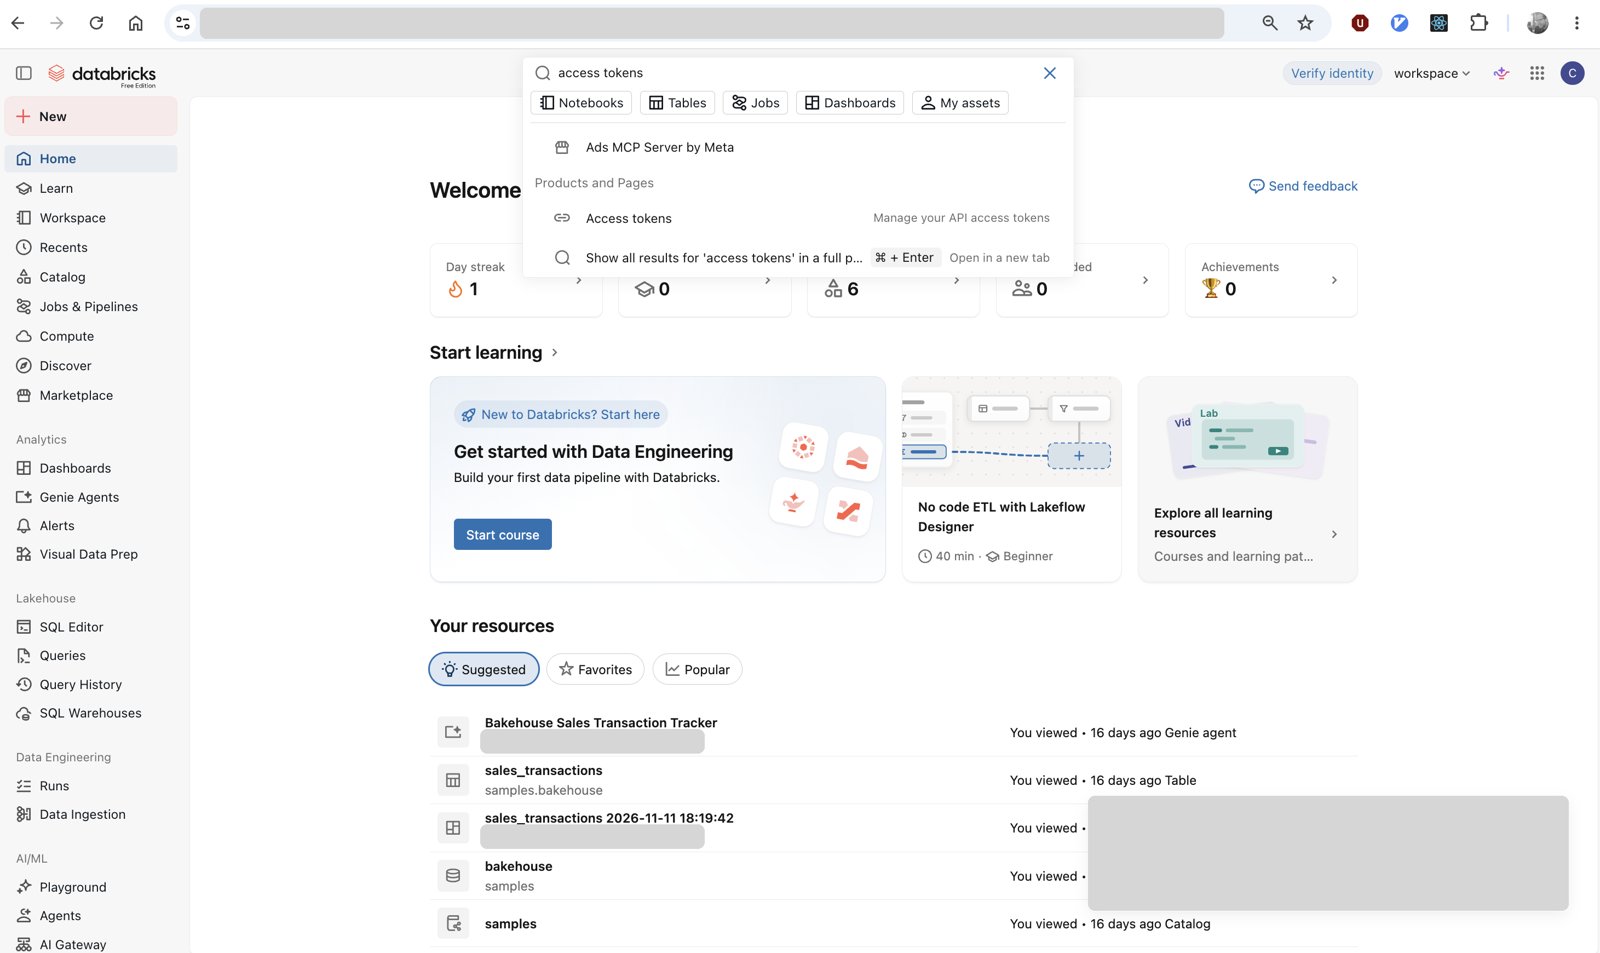 databricks
Free Edition
access tokens
Verify identity
workspace
C
Notebooks
Tables
Jobs
Dashboards
My assets
Ads MCP Server by Meta
Products and Pages
Access tokens
Manage your API access tokens
Show all results for 'access tokens' in a full p...
⌘ + Enter
Open in a new tab
New
Home
Learn
Workspace
Recents
Catalog
Jobs & Pipelines
Compute
Discover
Marketplace
Analytics
Dashboards
Genie Agents
Alerts
Visual Data Prep
Lakehouse
SQL Editor
Queries
Query History
SQL Warehouses
Data Engineering
Runs
Data Ingestion
AI/ML
Playground
Agents
AI Gateway
Welcome
Send feedback
Day streak
1
0
6
0
Achievements
0
Start learning
New to Databricks? Start here
Get started with Data Engineering
Build your first data pipeline with Databricks.
Start course
No code ETL with Lakeflow
Designer
40 min · Beginner
Vid
Lab
Explore all learning
resources
Courses and learning pat...
Your resources
Suggested
Favorites
Popular
Bakehouse Sales Transaction Tracker
You viewed • 16 days ago Genie agent
sales_transactions
samples.bakehouse
You viewed • 16 days ago Table
sales_transactions 2026-11-11 18:19:42
You viewed •
bakehouse
samples
You viewed •
samples
You viewed • 16 days ago Catalog